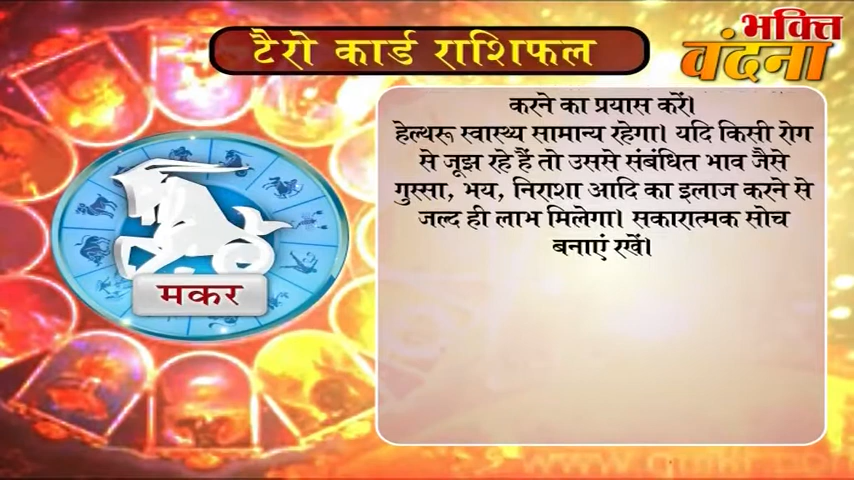 टैरो कार्ड राशिफल
भक्ति
वंदना
करने का प्रयास करें।
हेल्थरू स्वास्थ्य सामान्य रहेगा। यदि किसी रोग
से जूझ रहे हैं तो उससे संबंधित भाव जैसे
गुस्सा, भय, निराशा आदि का इलाज करने से
जल्द ही लाभ मिलेगा। सकारात्मक सोच
बनाएं रखें।
मकर